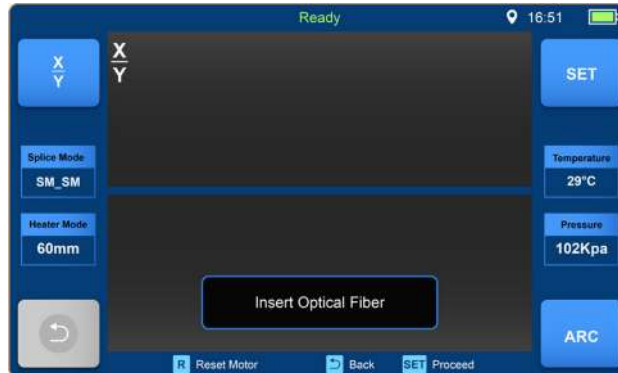 Ready
16:51
X
Y
X
Y
SET
Splice Mode
SM_SM
Temperature
29°C
Heater Mode
60mm
Pressure
102Kpa
Insert Optical Fiber
ARC
R Reset Motor
Back
SET Proceed